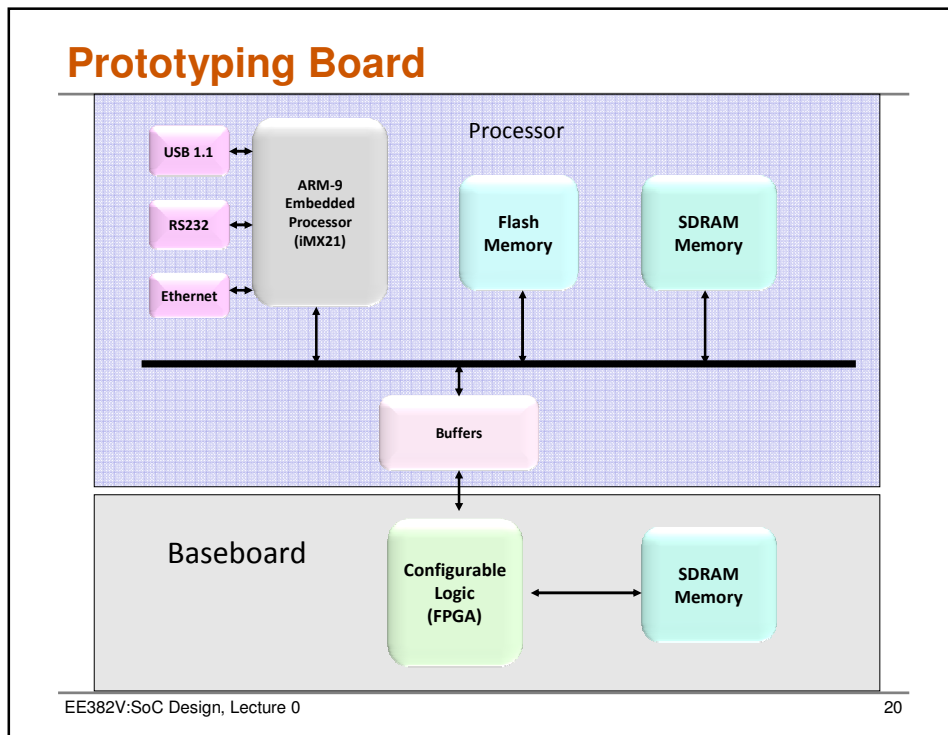 Prototyping Board
Processor
USB 1.1
RS232
Ethernet
ARM-9
Embedded
Processor
(iMX21)
Flash
Memory
SDRAM
Memory
Buffers
Baseboard
Configurable
Logic
(FPGA)
SDRAM
Memory
EE382V:SoC Design, Lecture 0
20